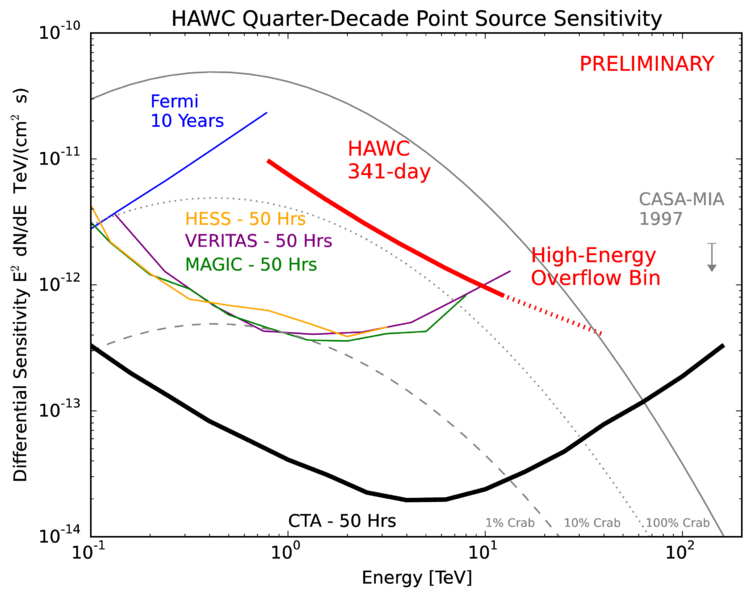 HAWC Quarter-Decade Point Source Sensitivity
10⁻¹⁰
PRELIMINARY
Fermi
10 Years
HAWC
341-day
10⁻¹¹
CASA-MIA
1997
HESS - 50 Hrs
VERITAS - 50 Hrs
MAGIC - 50 Hrs
High-Energy
Overflow Bin
10⁻¹²
10⁻¹³
CTA - 50 Hrs
1% Crab
10% Crab
100% Crab
10⁻¹⁴
10⁻¹
10⁰
10¹
10²
Energy [TeV]
Differential Sensitivity E² dN/dE TeV/(cm² s)